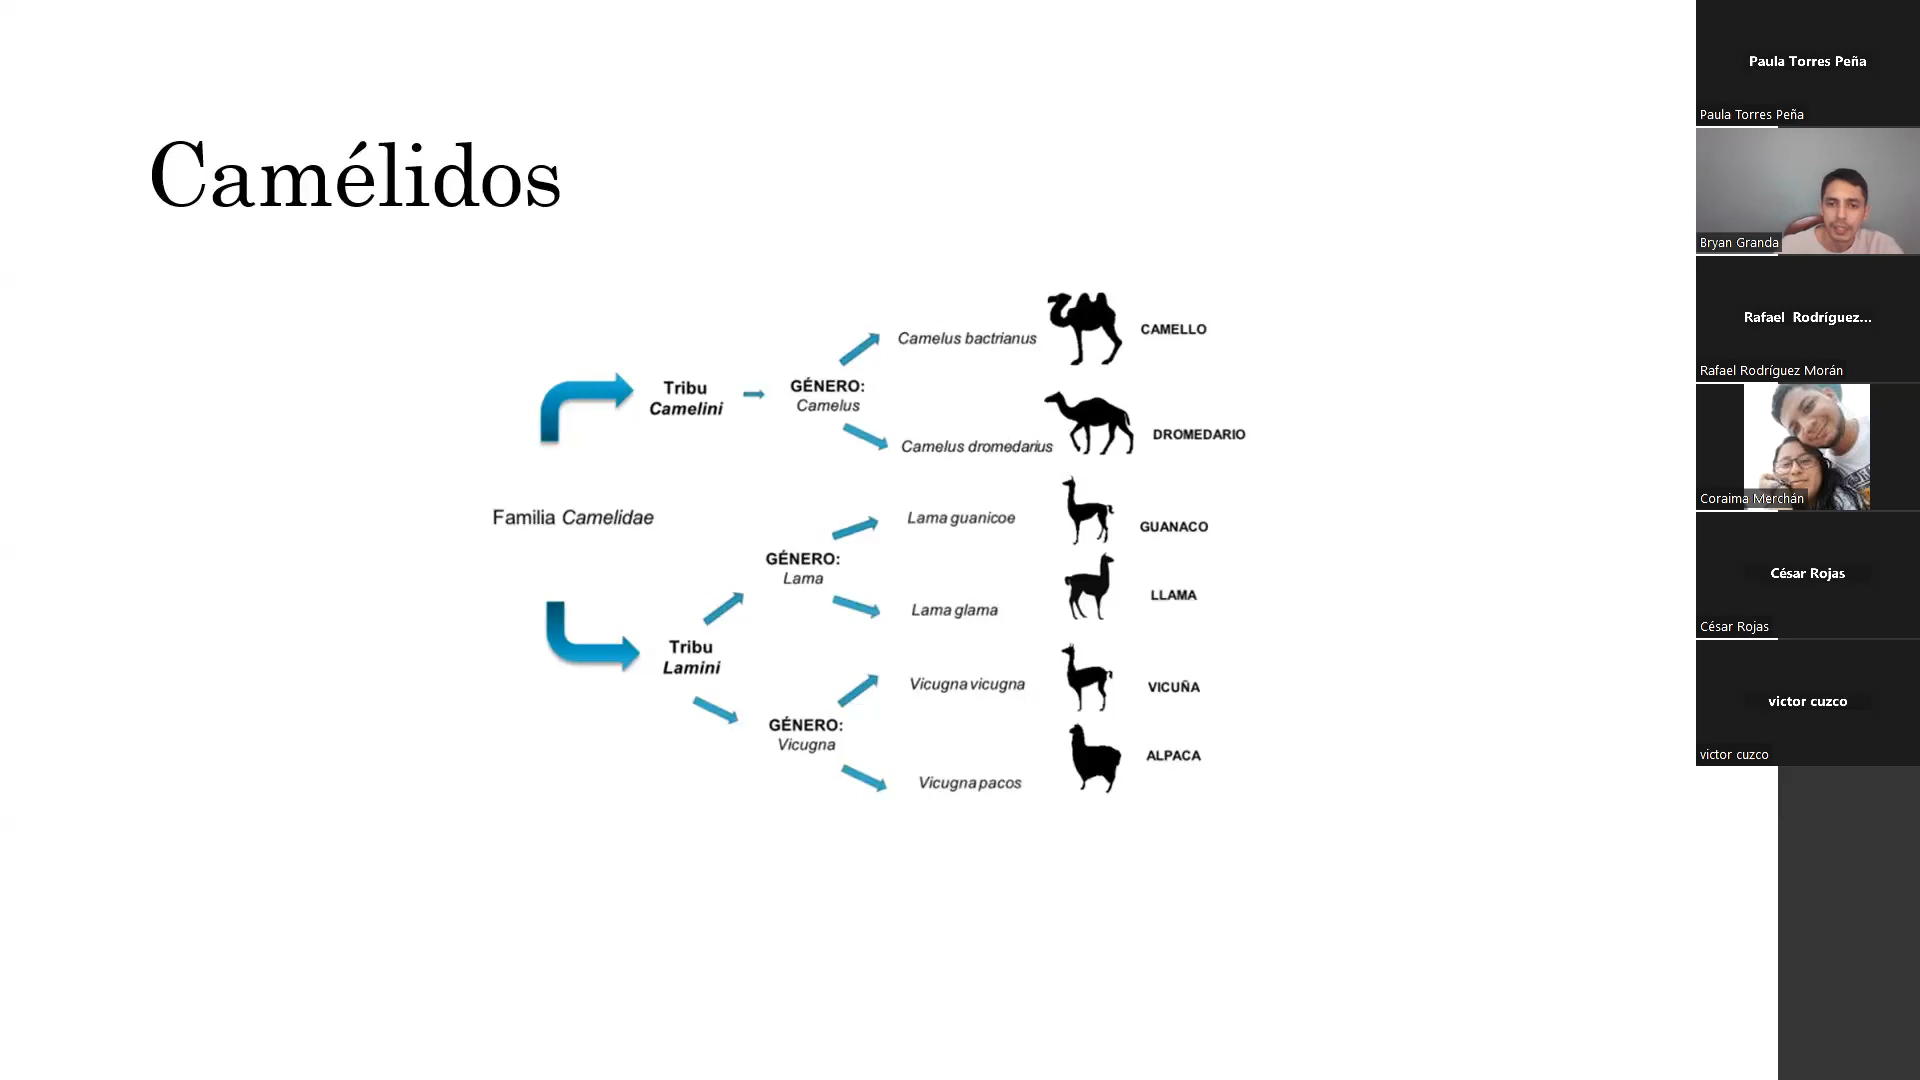 Camélidos
Camelus bactrianus
CAMELLO
Tribu
Camelini
GÉNERO:
Camelus
Camelus dromedarius
DROMEDARIO
Familia Camelidae
Lama guanicoe
GUANACO
GÉNERO:
Lama
Lama glama
LLAMA
Tribu
Lamini
Vicugna vicugna
VICUÑA
GÉNERO:
Vicugna
Vicugna pacos
ALPACA
Paula Torres Peña
Paula Torres Peña
Bryan Granda
Rafael Rodríguez...
Rafael Rodríguez Morán
Coraima Merchán
César Rojas
César Rojas
victor cuzco
victor cuzco